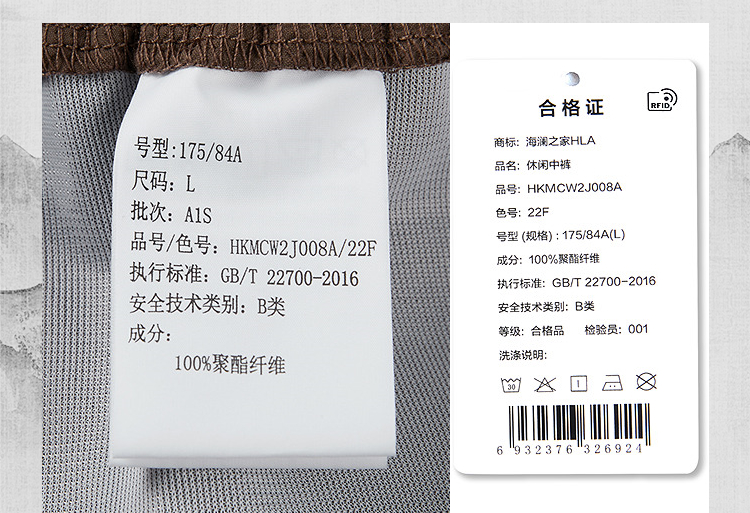 号型:175/84A
尺码: L
批次: A1S
品号/色号: HKMCW2J008A/22F
执行标准: GB/T 22700-2016
安全技术类别: B类
成分:
100%聚酯纤维
合格证
RFID
商标: 海澜之家HLA
品名: 休闲中裤
品号: HKMCW2J008A
色号: 22F
号型 (规格) : 175/84A(L)
成分: 100%聚酯纤维
执行标准: GB/T 22700-2016
安全技术类别: B类
等级: 合格品 检验员: 001
洗涤说明:
30
6 932376 326924